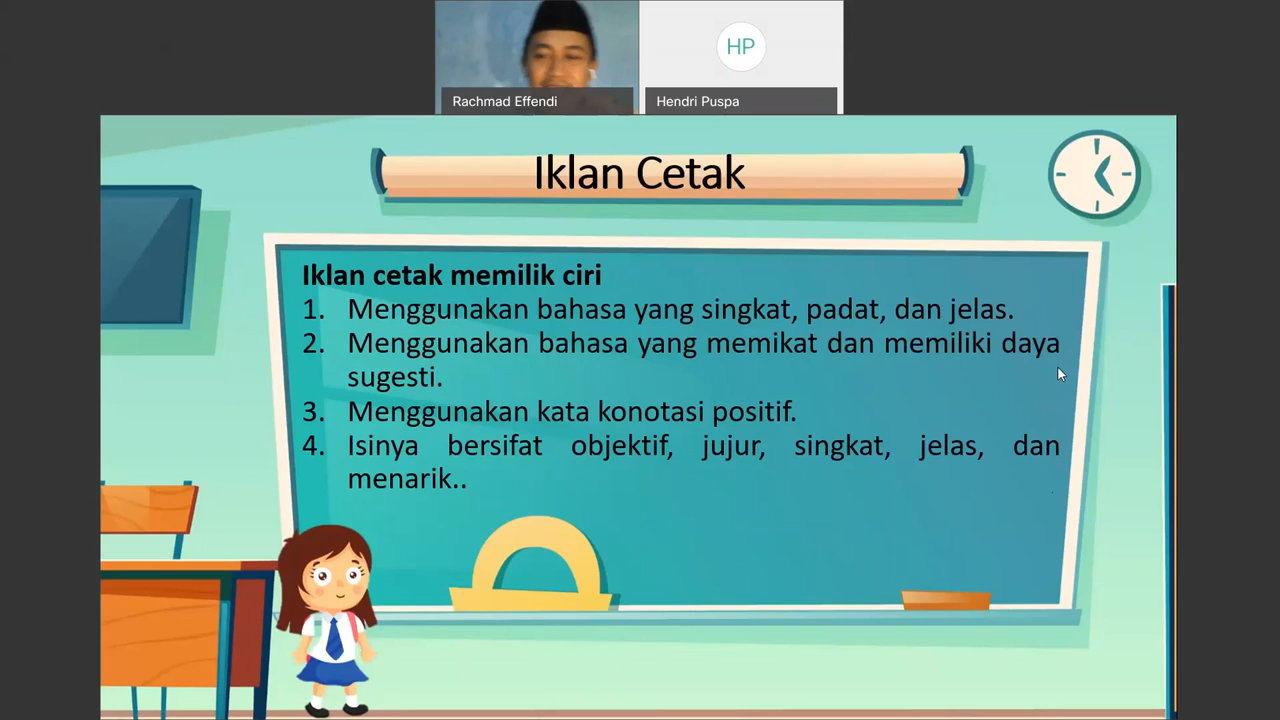 HP
Rachmad Effendi
Hendri Puspa
Iklan Cetak
Iklan cetak memilik ciri
1. Menggunakan bahasa yang singkat, padat, dan jelas.
2. Menggunakan bahasa yang memikat dan memiliki daya
sugesti.
3. Menggunakan kata konotasi positif.
4. Isinya bersifat objektif, jujur, singkat, jelas, dan
menarik..